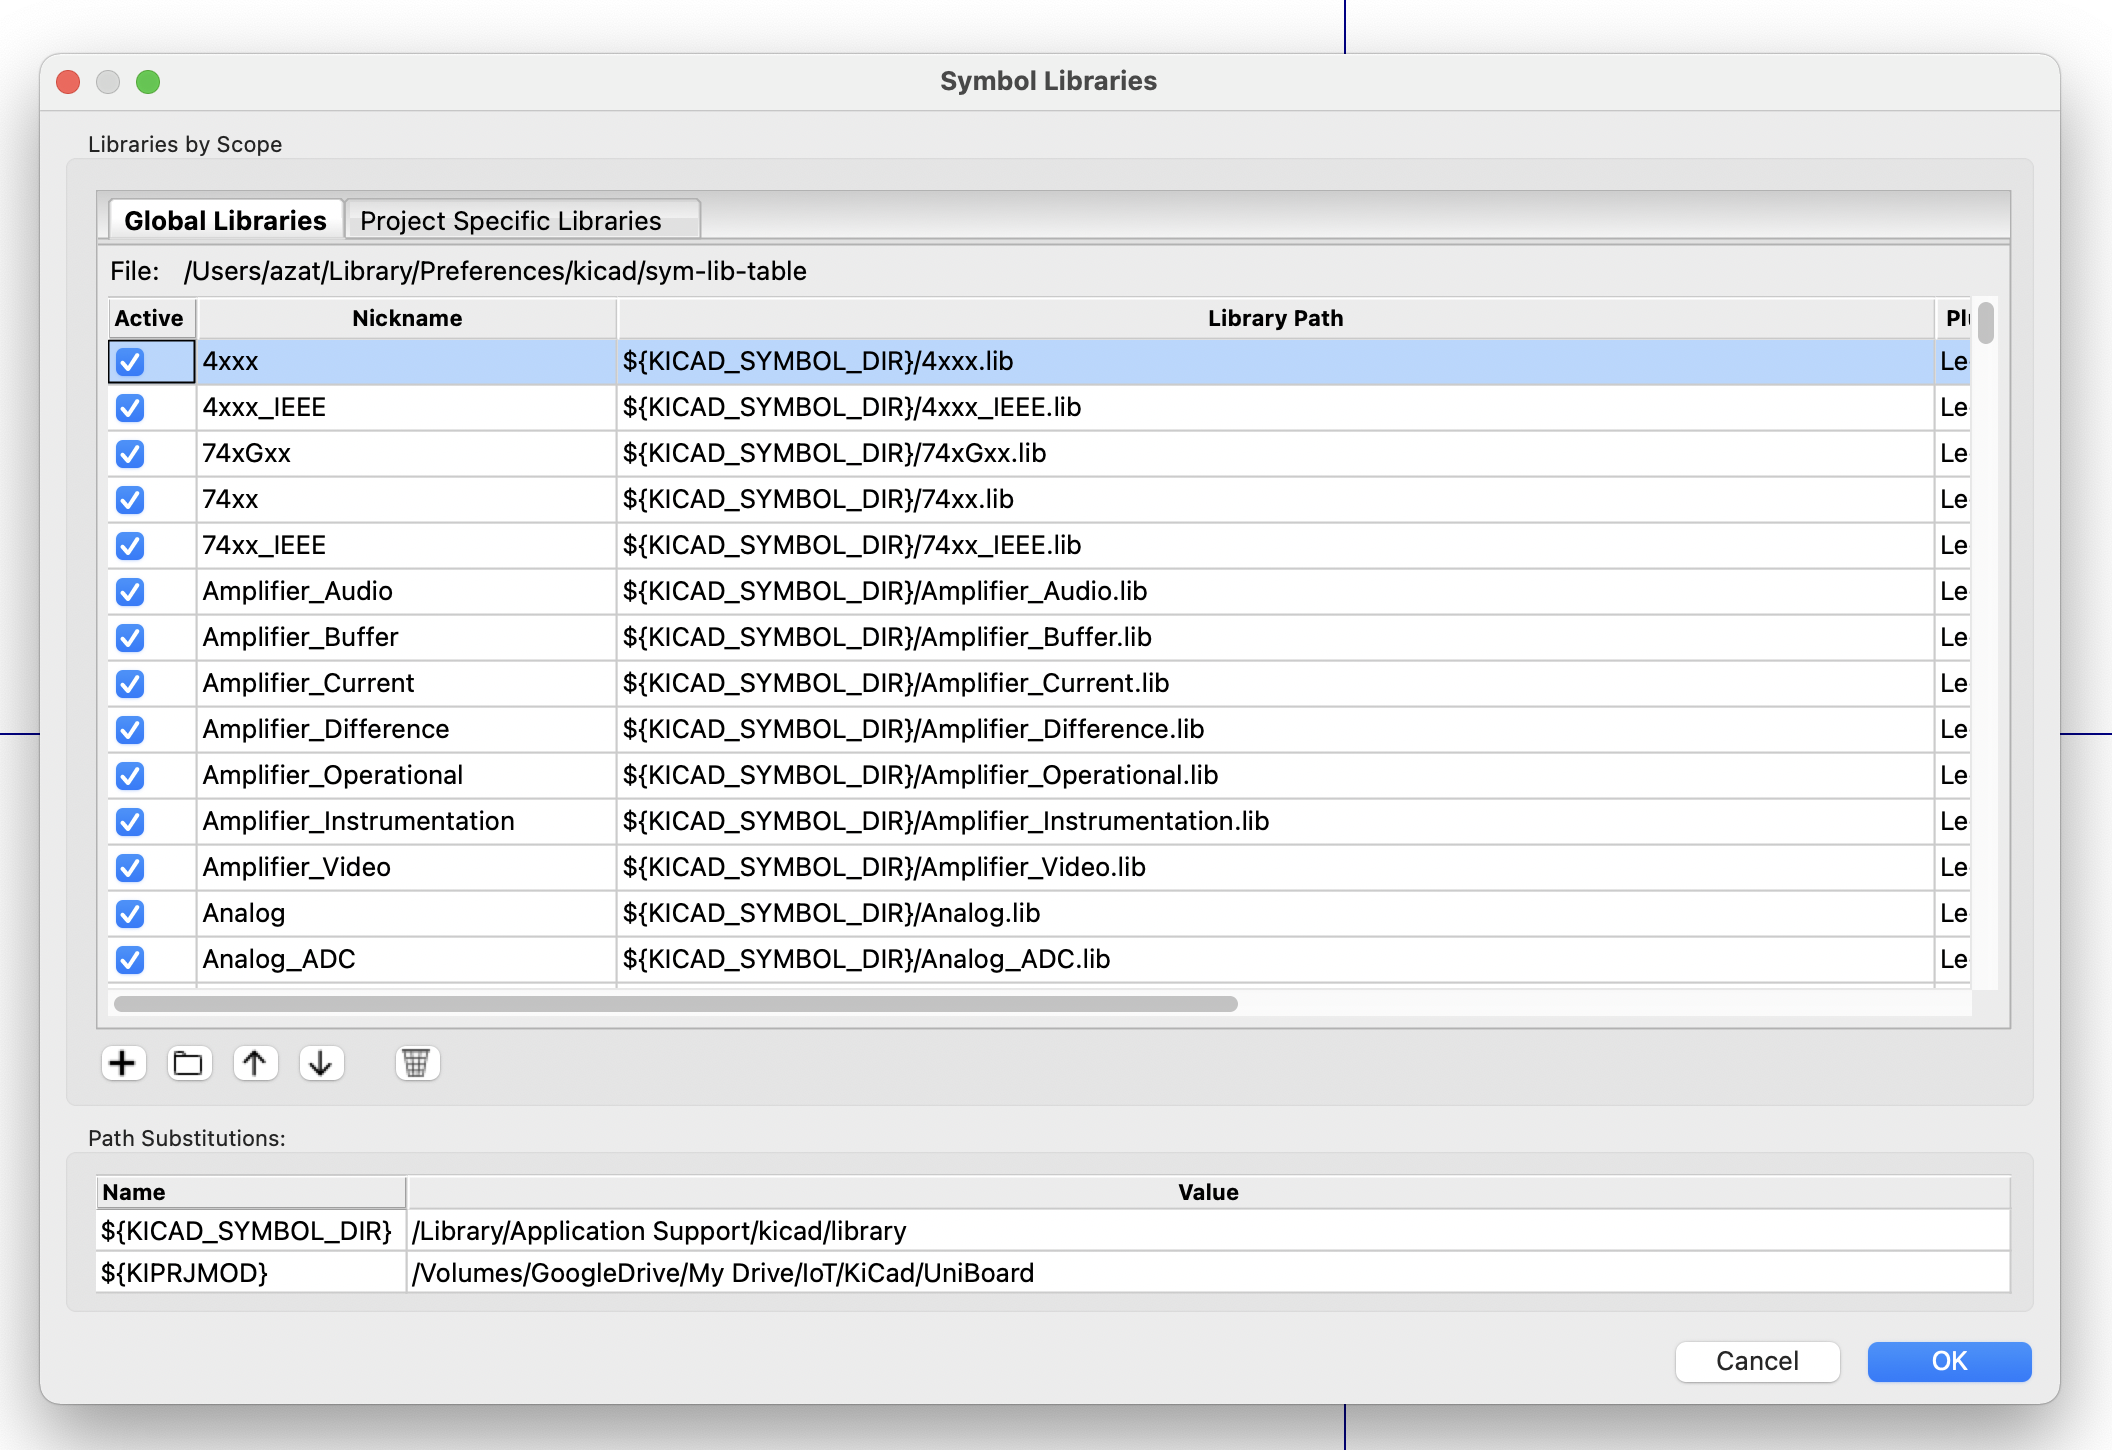 Symbol Libraries
Libraries by Scope
Global Libraries Project Specific Libraries
File: /Users/azat/Library/Preferences/kicad/sym-lib-table
Active Nickname Library Path Pl
4xxx ${KICAD_SYMBOL_DIR}/4xxx.lib Le
4xxx_IEEE ${KICAD_SYMBOL_DIR}/4xxx_IEEE.lib Le
74xGxx ${KICAD_SYMBOL_DIR}/74xGxx.lib Le
74xx ${KICAD_SYMBOL_DIR}/74xx.lib Le
74xx_IEEE ${KICAD_SYMBOL_DIR}/74xx_IEEE.lib Le
Amplifier_Audio ${KICAD_SYMBOL_DIR}/Amplifier_Audio.lib Le
Amplifier_Buffer ${KICAD_SYMBOL_DIR}/Amplifier_Buffer.lib Le
Amplifier_Current ${KICAD_SYMBOL_DIR}/Amplifier_Current.lib Le
Amplifier_Difference ${KICAD_SYMBOL_DIR}/Amplifier_Difference.lib Le
Amplifier_Operational ${KICAD_SYMBOL_DIR}/Amplifier_Operational.lib Le
Amplifier_Instrumentation ${KICAD_SYMBOL_DIR}/Amplifier_Instrumentation.lib Le
Amplifier_Video ${KICAD_SYMBOL_DIR}/Amplifier_Video.lib Le
Analog ${KICAD_SYMBOL_DIR}/Analog.lib Le
Analog_ADC ${KICAD_SYMBOL_DIR}/Analog_ADC.lib Le
Path Substitutions:
Name Value
${KICAD_SYMBOL_DIR} /Library/Application Support/kicad/library
${KIPRJMOD} /Volumes/GoogleDrive/My Drive/IoT/KiCad/UniBoard
Cancel OK